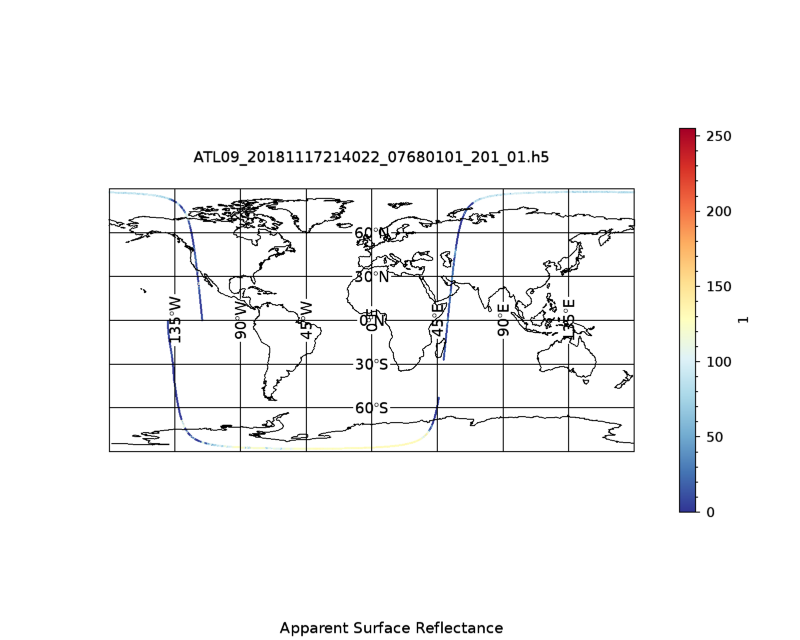 ATL09_20181117214022_07680101_201_01.h5
60°N
30°N
0°N
30°S
60°S
135°W
90°W
45°W
0°E
45°E
90°E
135°E
250
200
150
100
50
0
1
Apparent Surface Reflectance